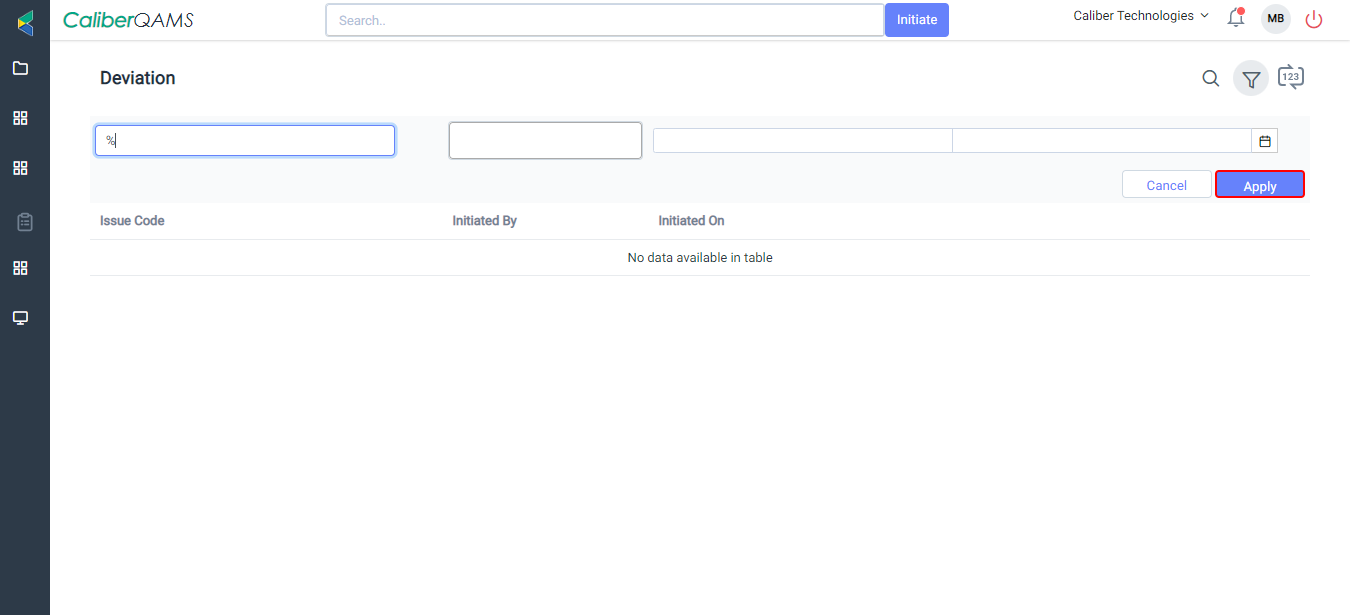 CaliberQAMS
Search..
Initiate
Caliber Technologies
MB
Deviation
123
%
Cancel
Apply
Issue Code
Initiated By
Initiated On
No data available in table